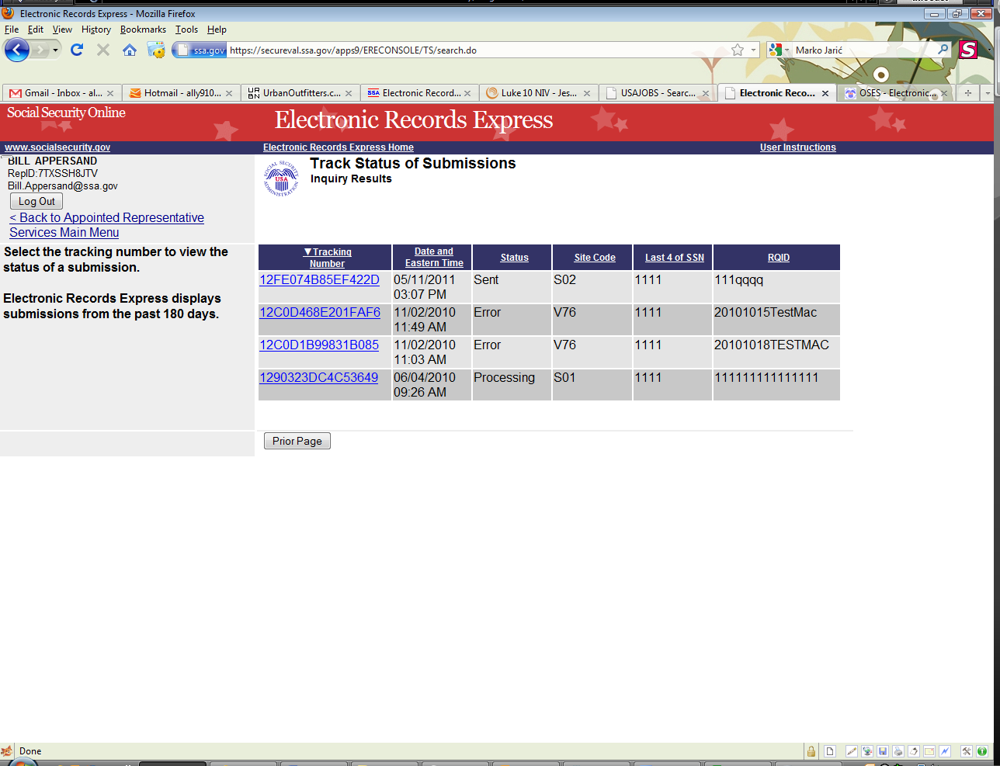 Electronic Records Express - Mozilla Firefox
File Edit View History Bookmarks Tools Help
ssa.gov https://secureval.ssa.gov/apps9/ERECONSOLE/TS/search.do Marko Jarić
Gmail - Inbox - al... Hotmail - ally910... UrbanOutfitters.c... Electronic Record... Luke 10 NIV - Jes... USAJOBS - Searc... Electronic Reco... OSES - Electronic...
Social Security Online
Electronic Records Express
www.socialsecurity.gov Electronic Records Express Home User Instructions
BILL APPERSAND
RepID:7TXSSH8JTV
Bill.Appersand@ssa.gov
Log Out
< Back to Appointed Representative
Services Main Menu
Track Status of Submissions
Inquiry Results
Select the tracking number to view the
status of a submission.
Electronic Records Express displays
submissions from the past 180 days.
▼Tracking
Number
Date and
Eastern Time
Status
Site Code
Last 4 of SSN
RQID
12FE074B85EF422D 05/11/2011 Sent S02 1111 111qqqq
03:07 PM
12C0D468E201FAF6 11/02/2010 Error V76 1111 20101015TestMac
11:49 AM
12C0D1B99831B085 11/02/2010 Error V76 1111 20101018TESTMAC
11:03 AM
1290323DC4C53649 06/04/2010 Processing S01 1111 111111111111111
09:26 AM
Prior Page
Done